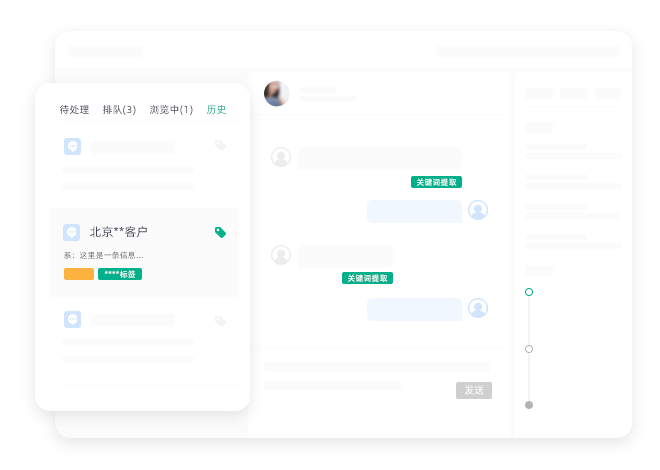 待处理 排队(3) 浏览中(1) 历史
北京**客户
系：这里是一条信息...
****标签
关键词提取
关键词提取
发送